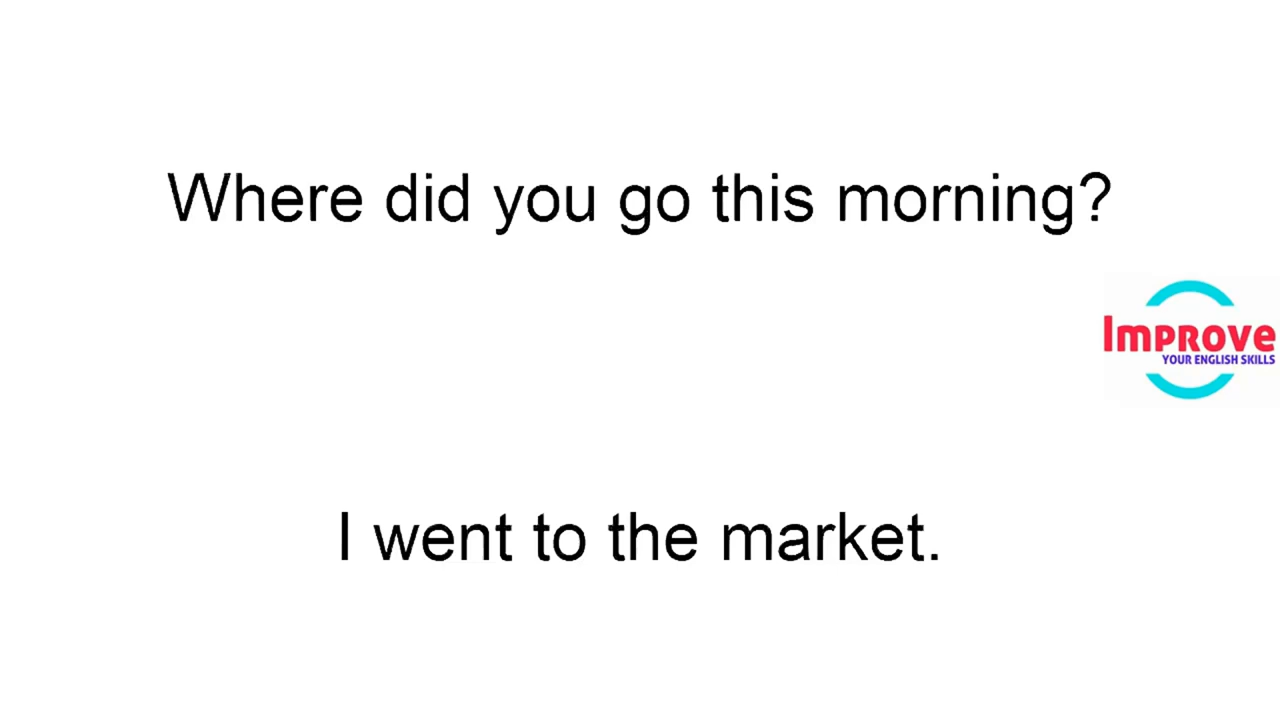 Where did you go this morning?
Improve
YOUR ENGLISH SKILLS
I went to the market.